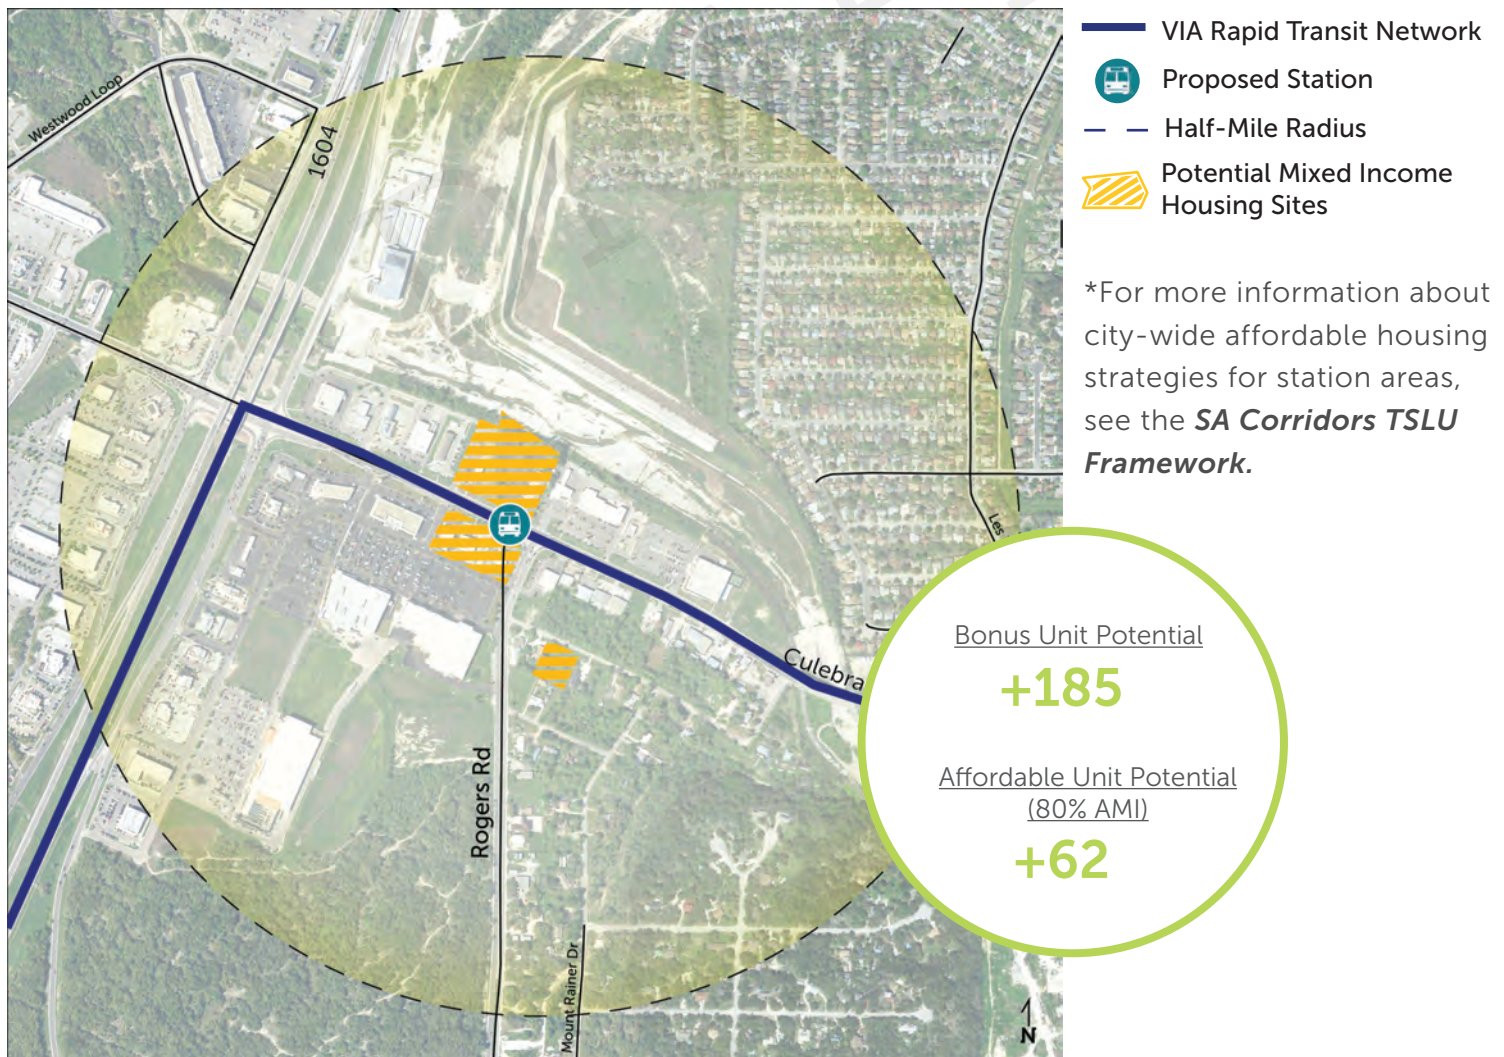 VIA Rapid Transit Network
Proposed Station
Half-Mile Radius
Potential Mixed Income
Housing Sites
*For more information about
city-wide affordable housing
strategies for station areas,
see the SA Corridors TSLU
Framework.
Westwood Loop
1604
Les
Culebra
Rogers Rd
Mount Rainer Dr
N
Bonus Unit Potential
+185
Affordable Unit Potential
(80% AMI)
+62